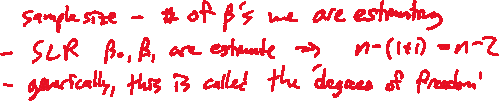 sample size - # of β's we are estimating
- SLR β₀, β₁ are estimate => n-(1+1) = n-2
- generically, this is called the "degrees of freedom"